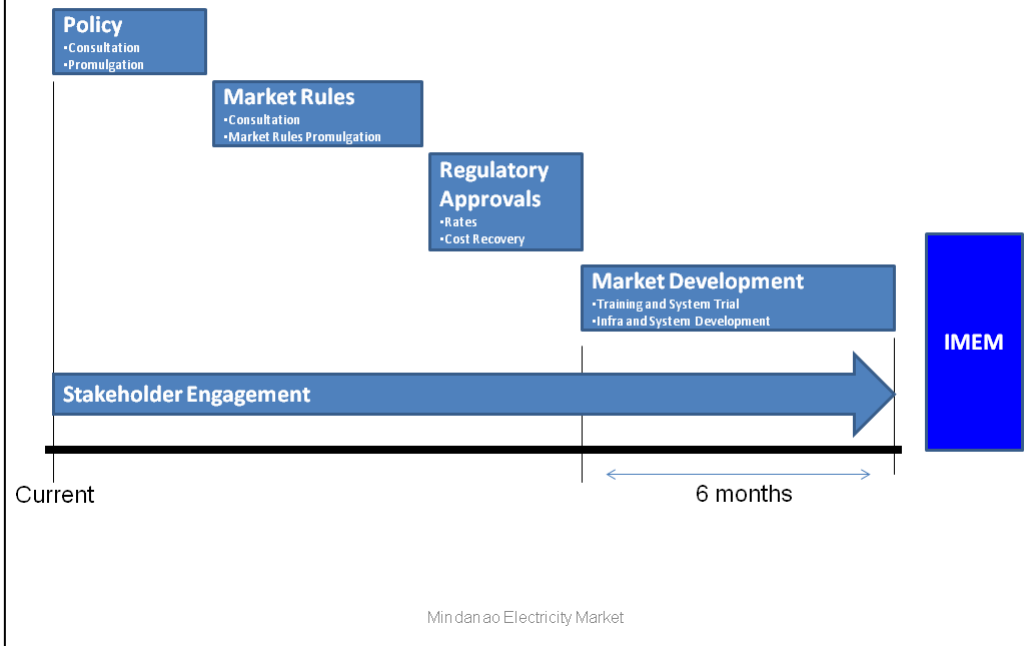 Policy
•Consultation
•Promulgation
Market Rules
•Consultation
•Market Rules Promulgation
Regulatory
Approvals
•Rates
•Cost Recovery
Market Development
•Training and System Trial
•Infra and System Development
IMEM
Stakeholder Engagement
Current
6 months
Mindanao Electricity Market